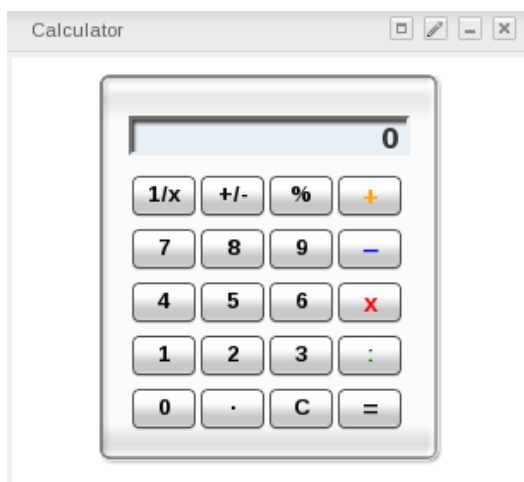 Calculator
0
1/x +/- % +
7 8 9 –
4 5 6 x
1 2 3 :
0 . C =